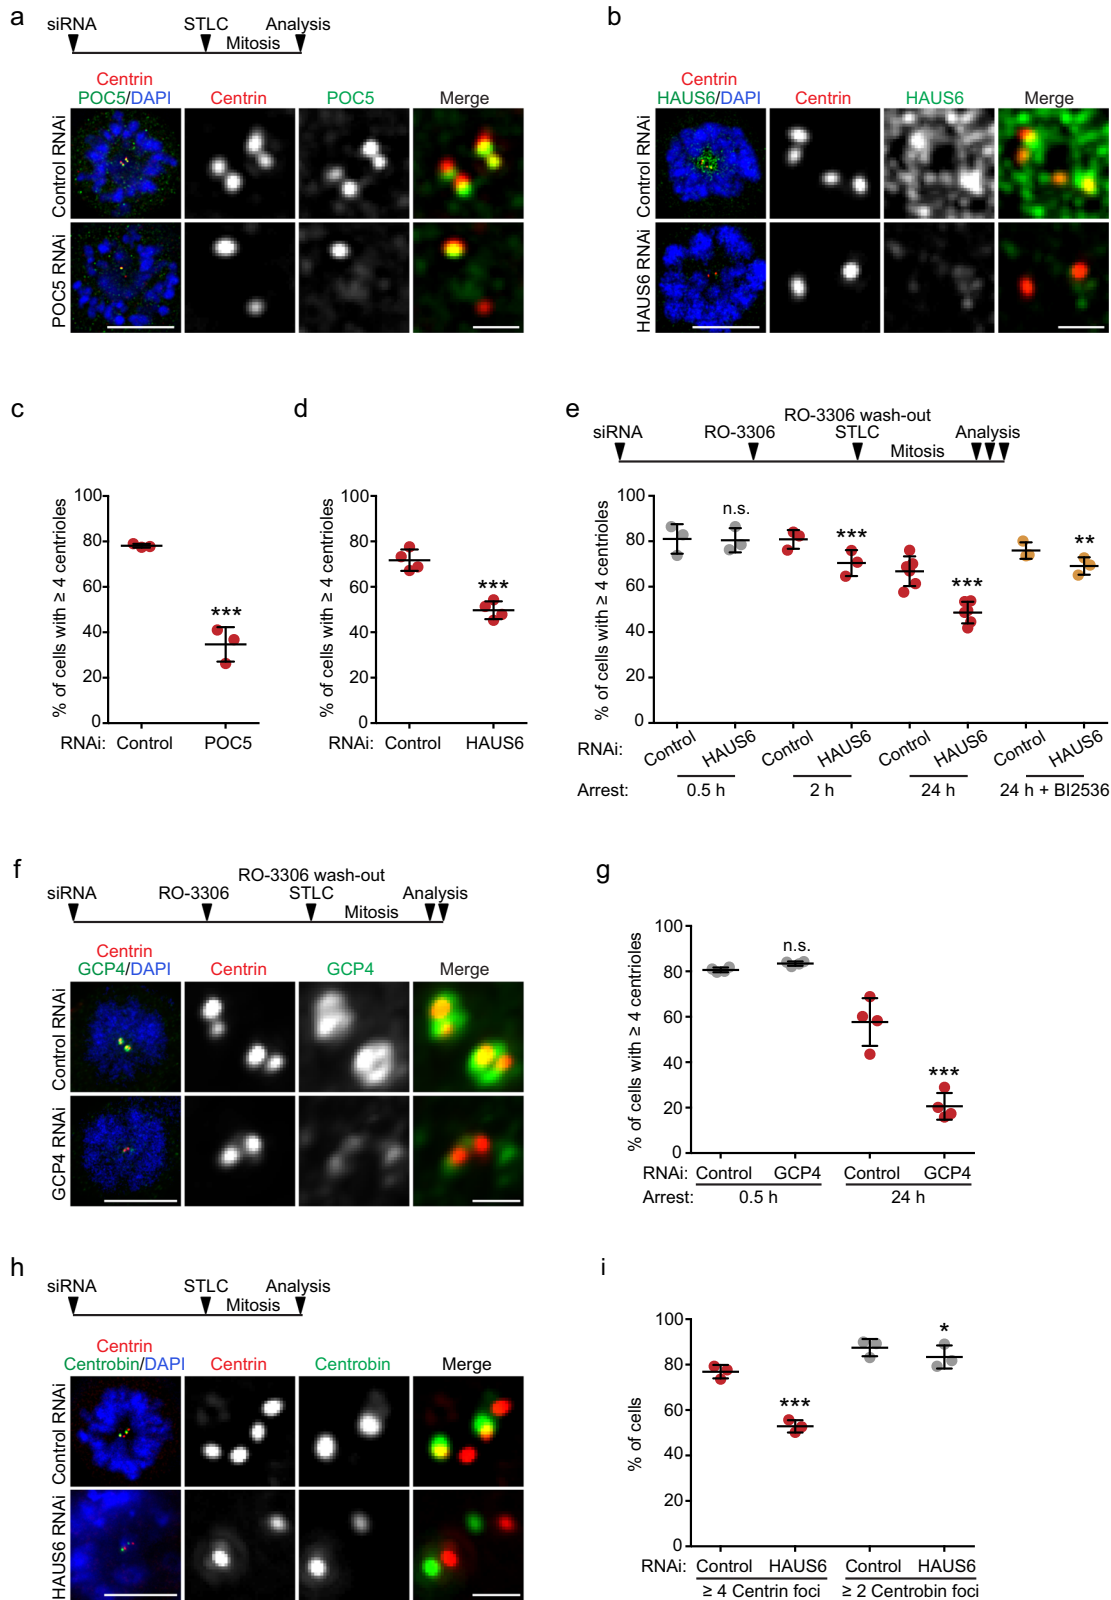 a
siRNA STLC Analysis
Mitosis
Centrin
POC5/DAPI Centrin POC5 Merge
Control RNAi
POC5 RNAi
b
Centrin
HAUS6/DAPI Centrin HAUS6 Merge
Control RNAi
HAUS6 RNAi
c
% of cells with ≥ 4 centrioles
100
80
60
40
20
0
***
RNAi: Control POC5
d
% of cells with ≥ 4 centrioles
100
80
60
40
20
0
***
RNAi: Control HAUS6
e
RO-3306 wash-out
siRNA RO-3306 STLC Analysis
Mitosis
% of cells with ≥ 4 centrioles
100
80
60
40
20
0
n.s. *** *** **
RNAi: Control HAUS6 Control HAUS6 Control HAUS6 Control HAUS6
Arrest: 0.5 h 2 h 24 h 24 h + BI2536
f
RO-3306 wash-out
siRNA RO-3306 STLC Analysis
Mitosis
Centrin
GCP4/DAPI Centrin GCP4 Merge
Control RNAi
GCP4 RNAi
g
% of cells with ≥ 4 centrioles
100
80
60
40
20
0
n.s. ***
RNAi: Control GCP4 Control GCP4
Arrest: 0.5 h 24 h
h
siRNA STLC Analysis
Mitosis
Centrin
Centrobin/DAPI Centrin Centrobin Merge
Control RNAi
HAUS6 RNAi
i
% of cells
100
80
60
40
20
0
*** *
RNAi: Control HAUS6 Control HAUS6
≥ 4 Centrin foci ≥ 2 Centrobin foci